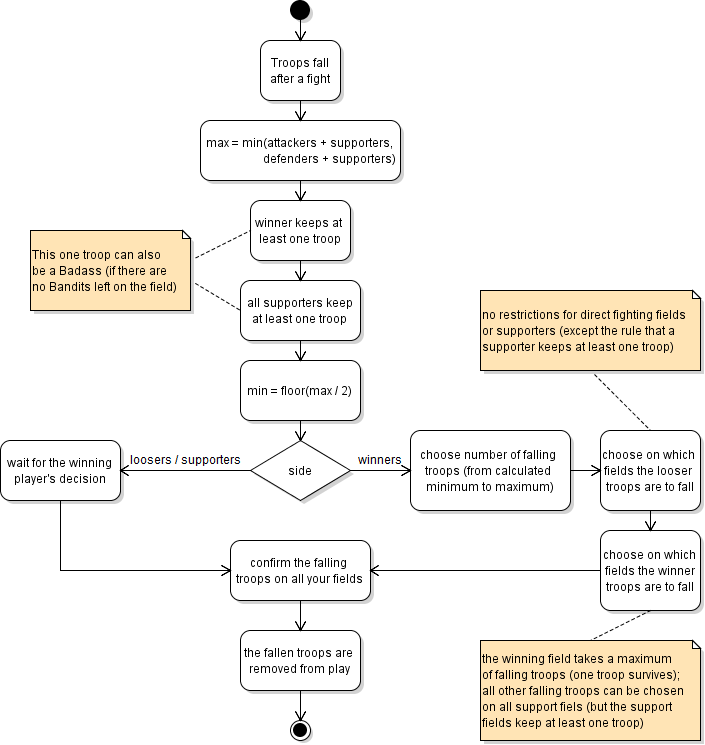 Troops fall
after a fight
max = min(attackers + supporters,
defenders + supporters)
winner keeps at
least one troop
This one troop can also
be a Badass (if there are
no Bandits left on the field)
all supporters keep
at least one troop
no restrictions for direct fighting fields
or supporters (except the rule that a
supporter keeps at least one troop)
min = floor(max / 2)
side
loosers / supporters
winners
wait for the winning
player's decision
choose number of falling
troops (from calculated
minimum to maximum)
choose on which
fields the looser
troops are to fall
choose on which
fields the winner
troops are to fall
confirm the falling
troops on all your fields
the fallen troops are
removed from play
the winning field takes a maximum
of falling troops (one troop survives);
all other falling troops can be chosen
on all support fiels (but the support
fields keep at least one troop)